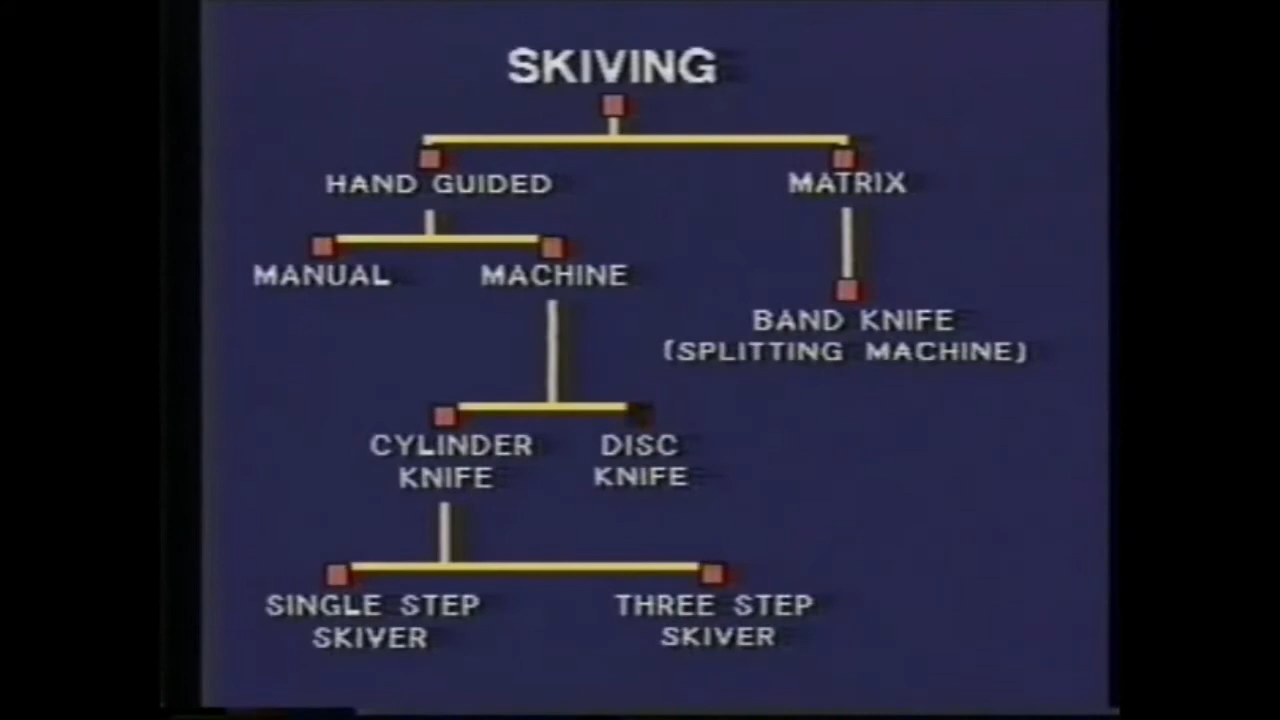 SKIVING
HAND GUIDED
MATRIX
MANUAL
MACHINE
BAND KNIFE
(SPLITTING MACHINE)
CYLINDER
KNIFE
DISC
KNIFE
SINGLE STEP
SKIVER
THREE STEP
SKIVER